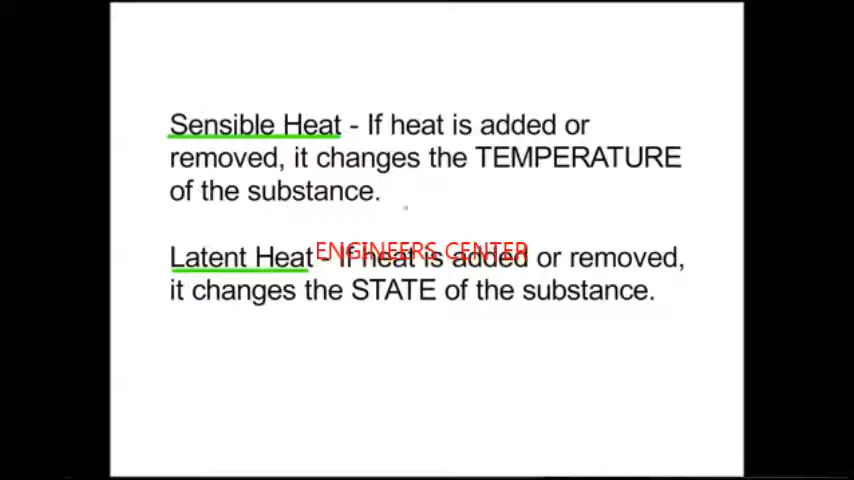 Sensible Heat - If heat is added or
removed, it changes the TEMPERATURE
of the substance.
ENGINEERS CENTER
Latent Heat - If heat is added or removed,
it changes the STATE of the substance.